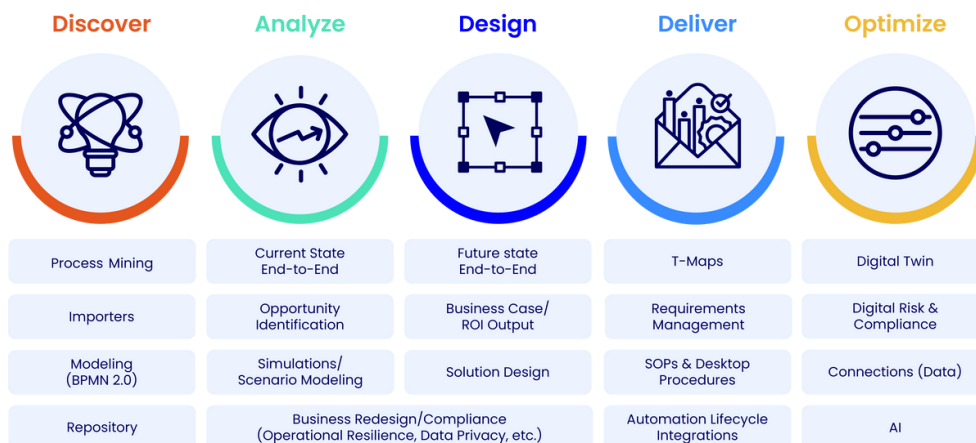 Discover
Analyze
Design
Deliver
Optimize
Process Mining
Current State
End-to-End
Future state
End-to-End
T-Maps
Digital Twin
Importers
Opportunity
Identification
Business Case/
ROI Output
Requirements
Management
Digital Risk &
Compliance
Modeling
(BPMN 2.0)
Simulations/
Scenario Modeling
Solution Design
SOPs & Desktop
Procedures
Connections (Data)
Repository
Business Redesign/Compliance
(Operational Resilience, Data Privacy, etc.)
Automation Lifecycle
Integrations
AI